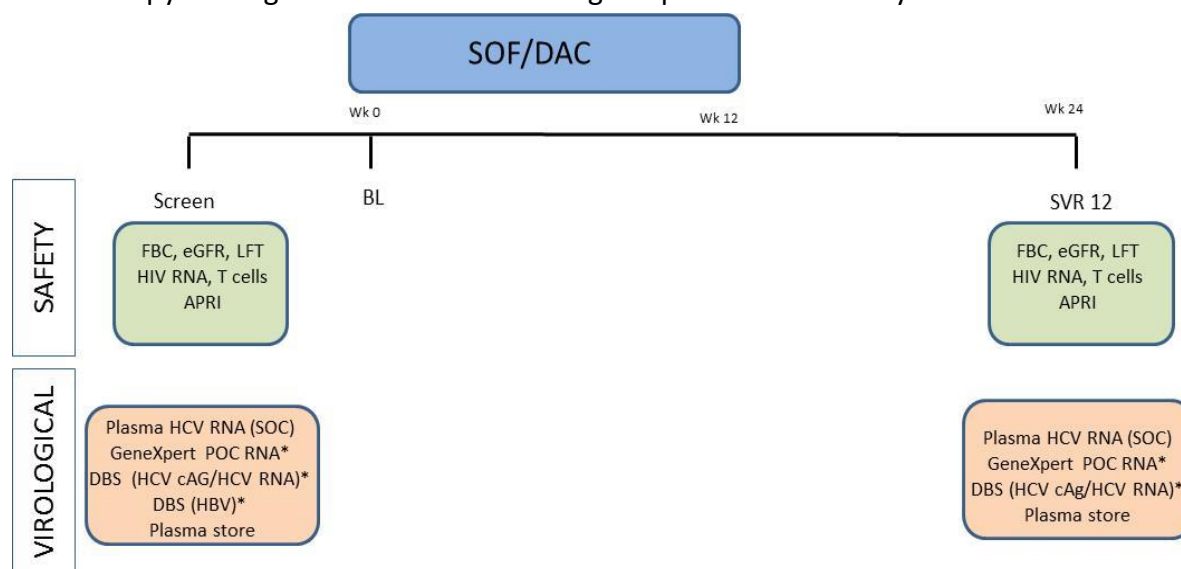 SOF/DAC
Wk 0
Wk 12
Wk 24
Screen
BL
SVR 12
SAFETY
FBC, eGFR, LFT
HIV RNA, T cells
APRI
FBC, eGFR, LFT
HIV RNA, T cells
APRI
VIROLOGICAL
Plasma HCV RNA (SOC)
GeneXpert POC RNA*
DBS (HCV cAG/HCV RNA)*
DBS (HBV)*
Plasma store
Plasma HCV RNA (SOC)
GeneXpert POC RNA*
DBS (HCV cAg/HCV RNA)*
Plasma store